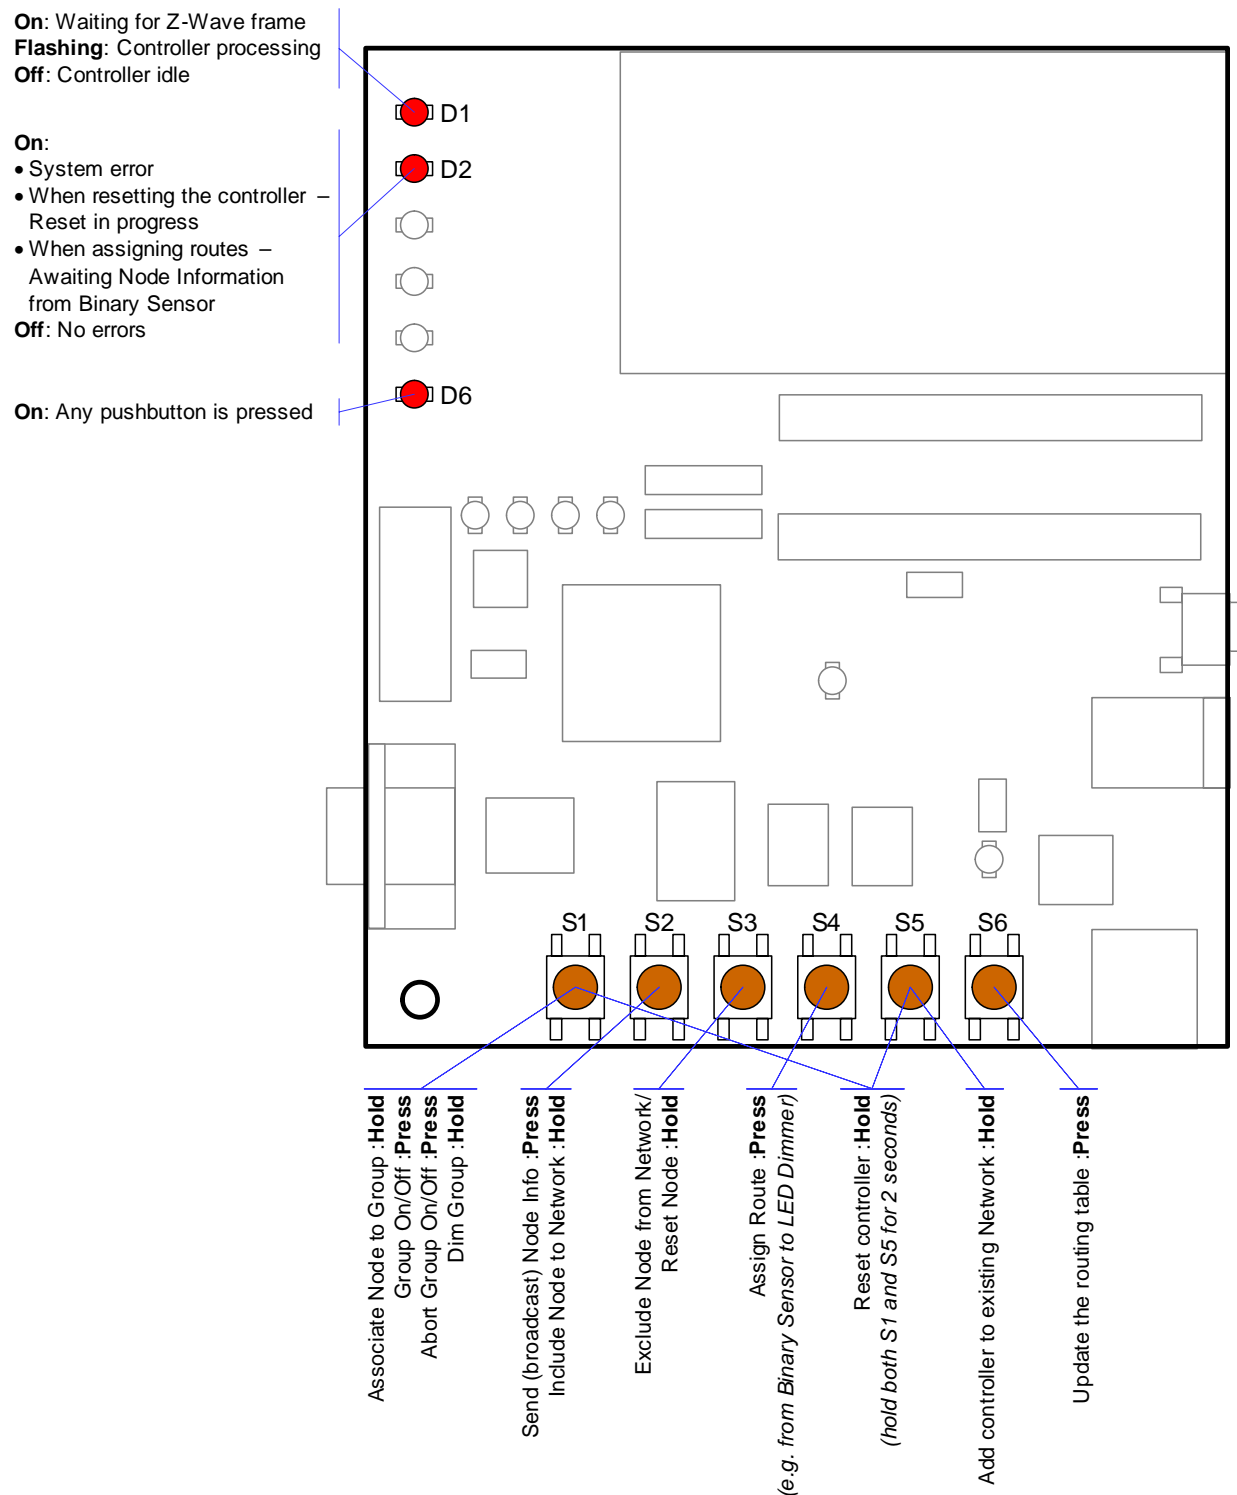 On: Waiting for Z-Wave frame
Flashing: Controller processing
Off: Controller idle
On:
• System error
• When resetting the controller –
Reset in progress
• When assigning routes –
Awaiting Node Information
from Binary Sensor
Off: No errors
On: Any pushbutton is pressed
D1
D2
D6
S1
S2
S3
S4
S5
S6
Associate Node to Group :Hold
Group On/Off :Press
Abort Group On/Off :Press
Dim Group :Hold
Send (broadcast) Node Info :Press
Include Node to Network :Hold
Exclude Node from Network/
Reset Node :Hold
Assign Route :Press
(e.g. from Binary Sensor to LED Dimmer)
Reset controller :Hold
(hold both S1 and S5 for 2 seconds)
Add controller to existing Network :Hold
Update the routing table :Press